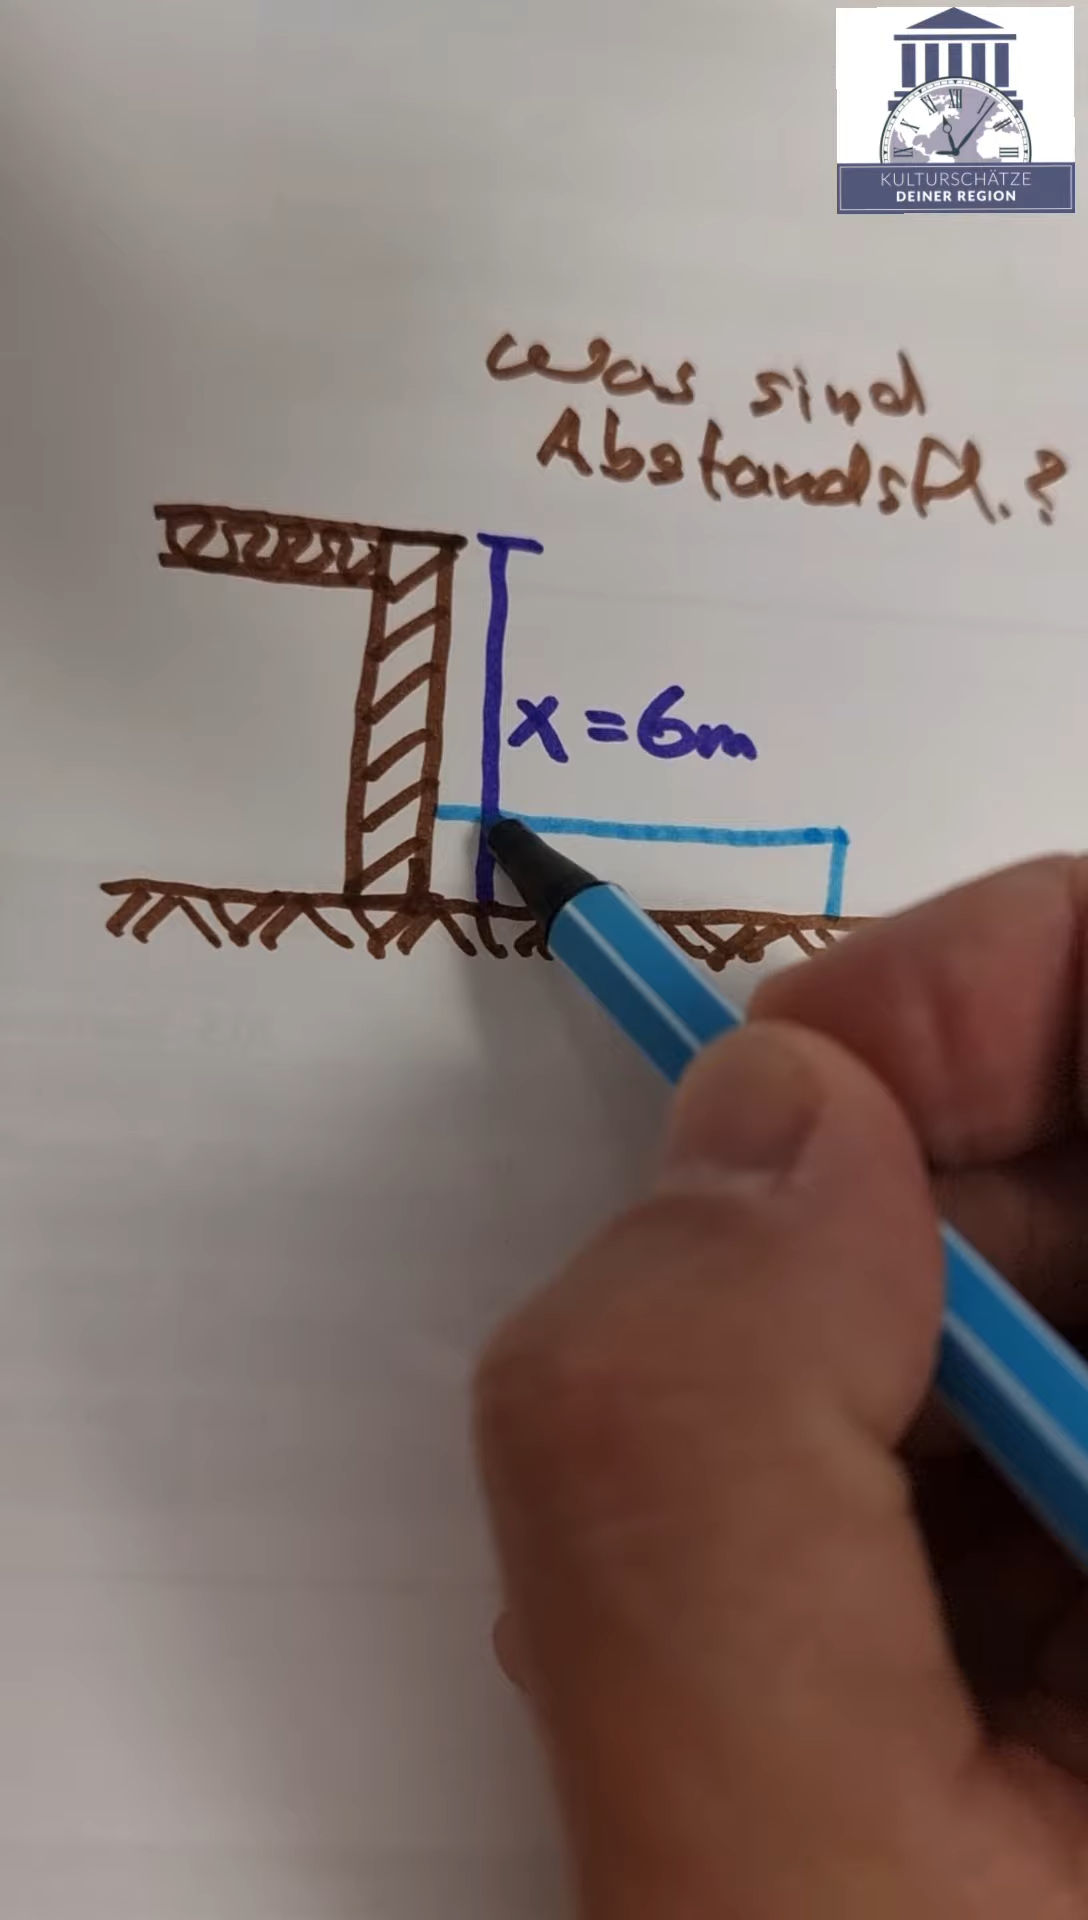 KULTURSCHÄTZE
DEINER REGION
Was sind
Abstandsfl.?
x = 6m